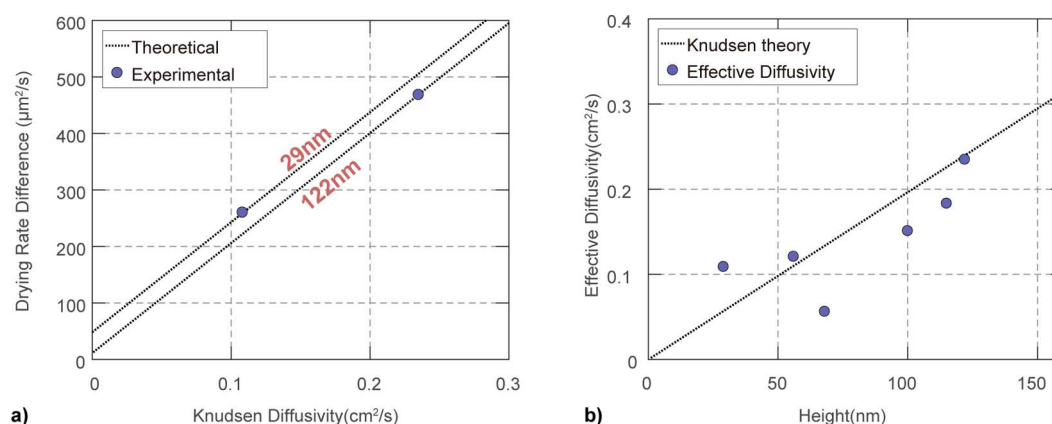 600
500
400
300
200
100
0
Drying Rate Difference (µm²/s)
Theoretical
Experimental
29nm
122nm
0 0.1 0.2 0.3
Knudsen Diffusivity(cm²/s)
a)
0.4
0.3
0.2
0.1
0
Effective Diffusivity(cm²/s)
Knudsen theory
Effective Diffusivity
0 50 100 150
Height(nm)
b)